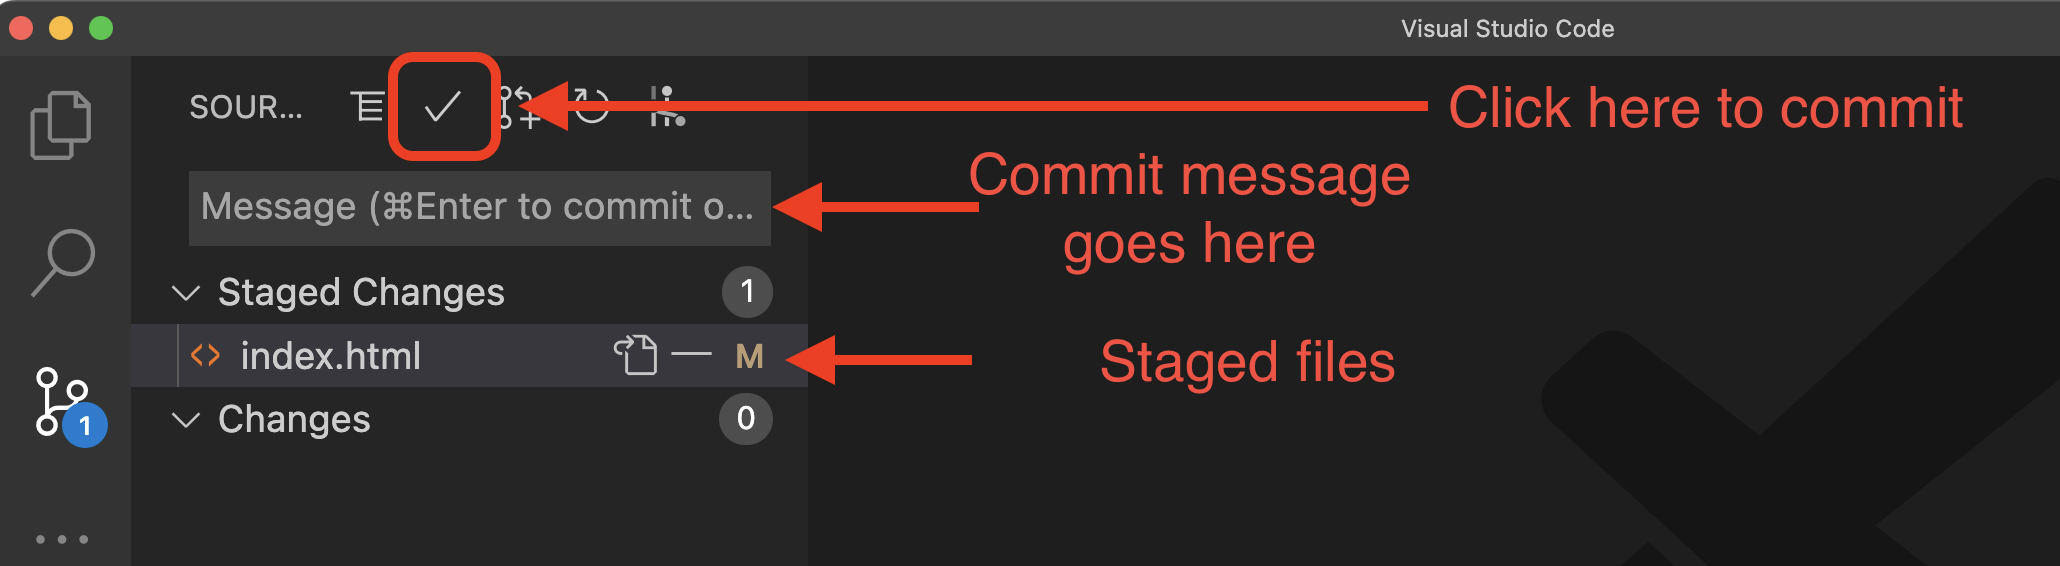 Visual Studio Code
SOUR...
Click here to commit
Message (⌘Enter to commit o...
Commit message
goes here
Staged Changes 1
index.html M
Staged files
Changes 0
1